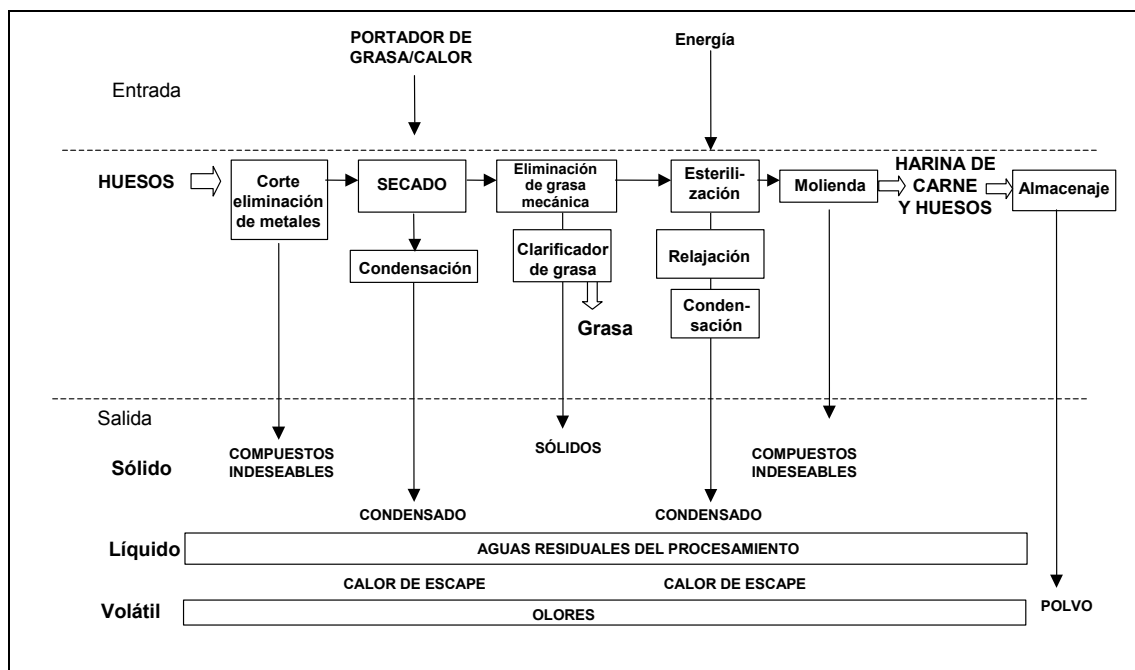 PORTADOR DE
GRASA/CALOR
Energía
Entrada
HUESOS
Corte
eliminación
de metales
SECADO
Eliminación
de grasa
mecánica
Esterili-
zación
Molienda
HARINA DE
CARNE
Y HUESOS
Almacenaje
Condensación
Clarificador
de grasa
Relajación
Grasa
Conden-
sación
Salida
Sólido
COMPUESTOS
INDESEABLES
SÓLIDOS
COMPUESTOS
INDESEABLES
CONDENSADO
CONDENSADO
Líquido
AGUAS RESIDUALES DEL PROCESAMIENTO
CALOR DE ESCAPE
CALOR DE ESCAPE
Volátil
OLORES
POLVO